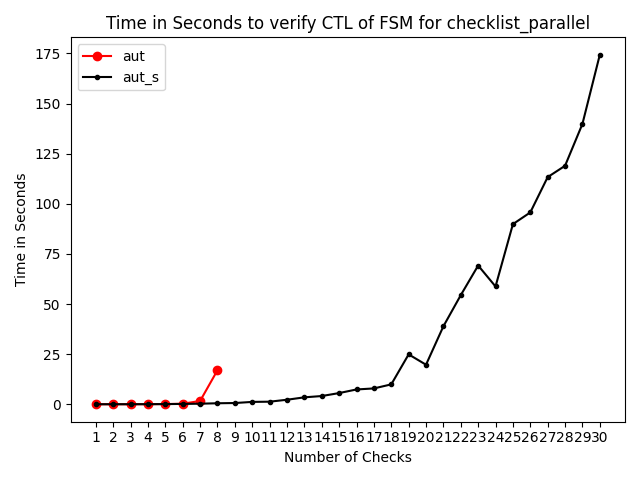 Time in Seconds to verify CTL of FSM for checklist_parallel
aut
aut_s
175
150
125
100
75
50
25
0
Time in Seconds
1 2 3 4 5 6 7 8 9 10 11 12 13 14 15 16 17 18 19 20 21 22 23 24 25 26 27 28 29 30
Number of Checks